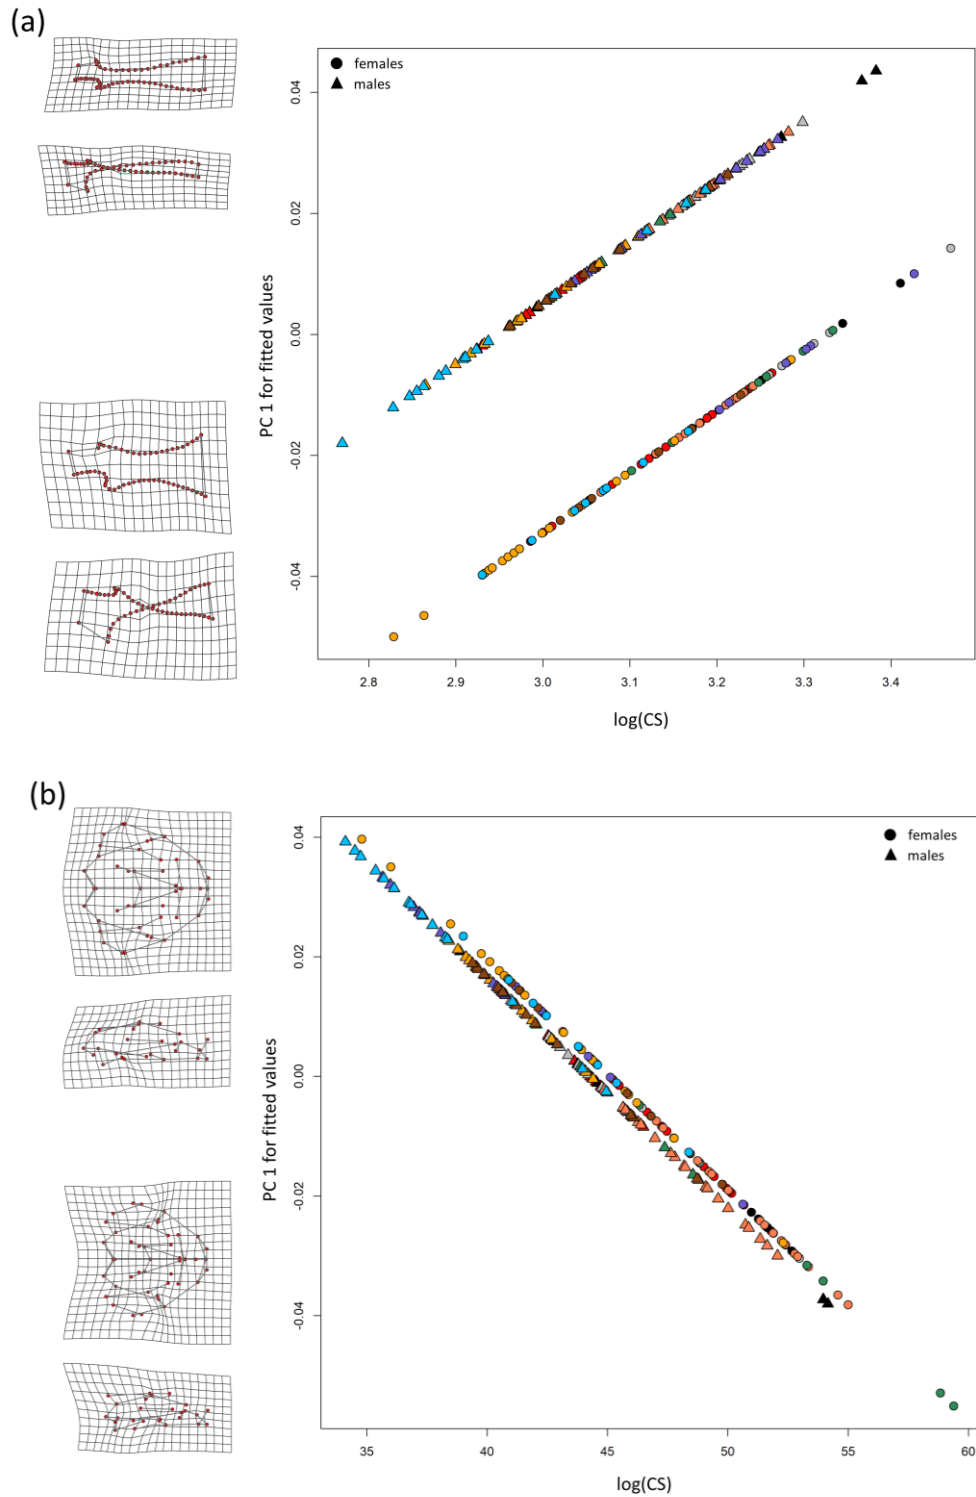 (a)
females
males
0.04
0.02
0.00
-0.02
-0.04
PC 1 for fitted values
2.8 2.9 3.0 3.1 3.2 3.3 3.4
log(CS)
(b)
females
males
0.04
0.02
0.00
-0.02
-0.04
PC 1 for fitted values
35 40 45 50 55 60
log(CS)